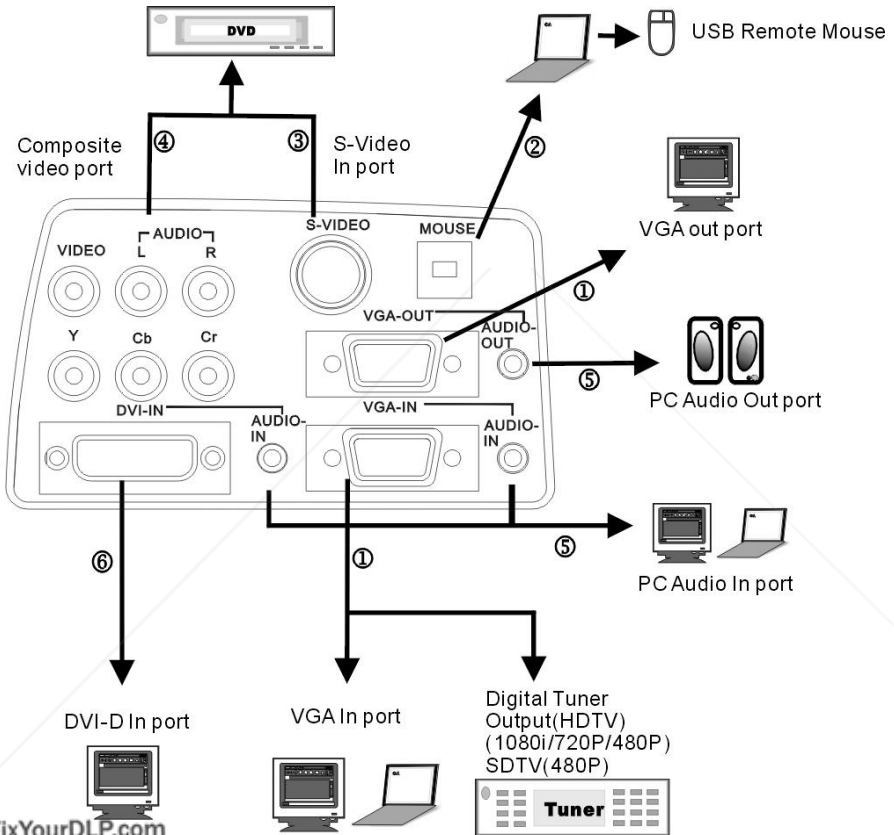 DVD
USB Remote Mouse
Composite
video port
④
③
S-Video
In port
②
VGA out port
S-VIDEO
MOUSE
AUDIO
VIDEO
L
R
①
VGA-OUT
AUDIO-
OUT
Y
Cb
Cr
⑤
PC Audio Out port
DVI-IN
AUDIO-
IN
VGA-IN
AUDIO-
IN
⑥
①
⑤
PC Audio In port
DVI-D In port
VGA In port
Digital Tuner
Output(HDTV)
(1080i/720P/480P)
SDTV(480P)
Tuner
ixYourDLP.com